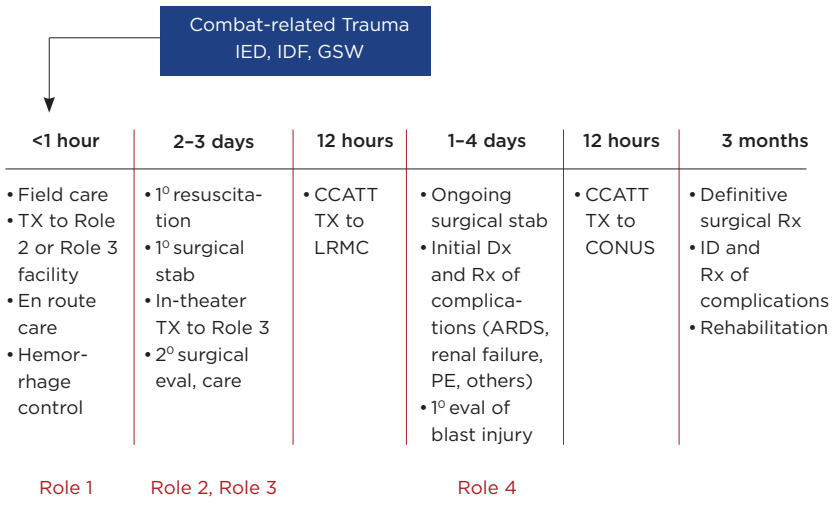 Combat-related Trauma
IED, IDF, GSW
<1 hour
2–3 days
12 hours
1–4 days
12 hours
3 months
• Field care
• TX to Role
2 or Role 3
facility
• En route
care
• Hemor-
rhage
control
• 1⁰ resuscita-
tion
• 1⁰ surgical
stab
• In-theater
TX to Role 3
• 2⁰ surgical
eval, care
• CCATT
TX to
LRMC
• Ongoing
surgical stab
• Initial Dx
and Rx of
complica-
tions (ARDS,
renal failure,
PE, others)
• 1⁰ eval of
blast injury
• CCATT
TX to
CONUS
• Definitive
surgical Rx
• ID and
Rx of
complications
• Rehabilitation
Role 1
Role 2, Role 3
Role 4